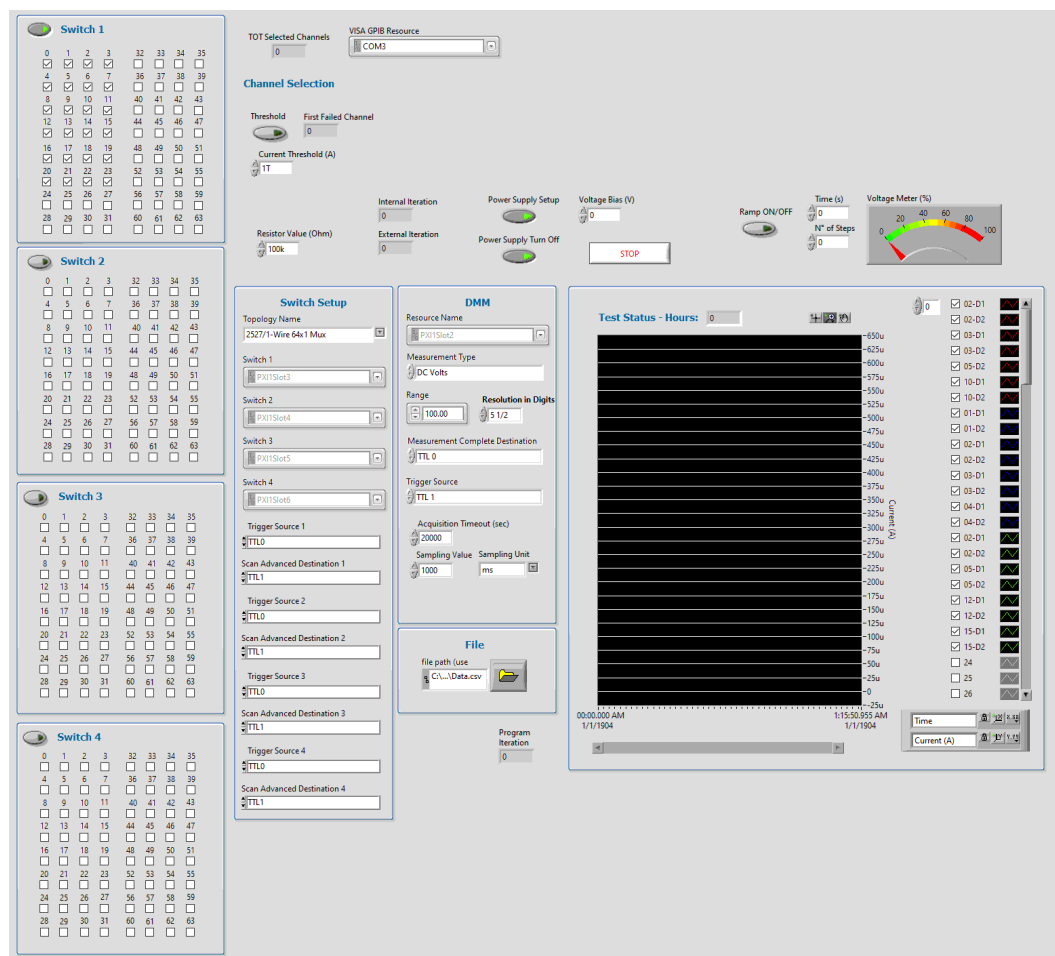 Switch 1
0 1 2 3 32 33 34 35
4 5 6 7 36 37 38 39
8 9 10 11 40 41 42 43
12 13 14 15 44 45 46 47
16 17 18 19 48 49 50 51
20 21 22 23 52 53 54 55
24 25 26 27 56 57 58 59
28 29 30 31 60 61 62 63
Switch 2
0 1 2 3 32 33 34 35
4 5 6 7 36 37 38 39
8 9 10 11 40 41 42 43
12 13 14 15 44 45 46 47
16 17 18 19 48 49 50 51
20 21 22 23 52 53 54 55
24 25 26 27 56 57 58 59
28 29 30 31 60 61 62 63
Switch 3
0 1 2 3 32 33 34 35
4 5 6 7 36 37 38 39
8 9 10 11 40 41 42 43
12 13 14 15 44 45 46 47
16 17 18 19 48 49 50 51
20 21 22 23 52 53 54 55
24 25 26 27 56 57 58 59
28 29 30 31 60 61 62 63
Switch 4
0 1 2 3 32 33 34 35
4 5 6 7 36 37 38 39
8 9 10 11 40 41 42 43
12 13 14 15 44 45 46 47
16 17 18 19 48 49 50 51
20 21 22 23 52 53 54 55
24 25 26 27 56 57 58 59
28 29 30 31 60 61 62 63
TOT Selected Channels
0
VISA GPIB Resource
COM3
Channel Selection
Threshold
First Failed Channel
0
Current Threshold (A)
1T
Resistor Value (Ohm)
100k
Internal Iteration
0
External Iteration
0
Power Supply Setup
Power Supply Turn Off
Voltage Bias (V)
0
STOP
Ramp ON/OFF
Time (s)
0
N° of Steps
0
Voltage Meter (%)
0 20 40 60 80 100
Switch Setup
Topology Name
2527/1-Wire 64x1 Mux
Switch 1
PXI1Slot3
Switch 2
PXI1Slot4
Switch 3
PXI1Slot5
Switch 4
PXI1Slot6
Trigger Source 1
TTL0
Scan Advanced Destination 1
TTL1
Trigger Source 2
TTL0
Scan Advanced Destination 2
TTL1
Trigger Source 3
TTL0
Scan Advanced Destination 3
TTL1
Trigger Source 4
TTL0
Scan Advanced Destination 4
TTL1
DMM
Resource Name
PXI1Slot2
Measurement Type
DC Volts
Range
100.00
Resolution in Digits
5 1/2
Measurement Complete Destination
TTL 0
Trigger Source
TTL 1
Acquisition Timeout (sec)
20000
Sampling Value
1000
Sampling Unit
ms
File
file path (use
C:\...\Data.csv
Program
Iteration
0
Test Status - Hours: 0
650u
625u
600u
575u
550u
525u
500u
475u
450u
425u
400u
375u
350u
325u
300u
275u
250u
225u
200u
175u
150u
125u
100u
75u
50u
25u
0
-25u
Current (A)
00:00.000 AM
1/1/1904
1:15:50.955 AM
1/1/1904
0
02-D1
02-D2
03-D1
03-D2
05-D2
10-D1
10-D2
01-D1
01-D2
02-D1
02-D2
03-D1
03-D2
04-D1
04-D2
02-D1
02-D2
05-D1
05-D2
12-D1
12-D2
15-D1
15-D2
24
25
26
Time
Current (A)